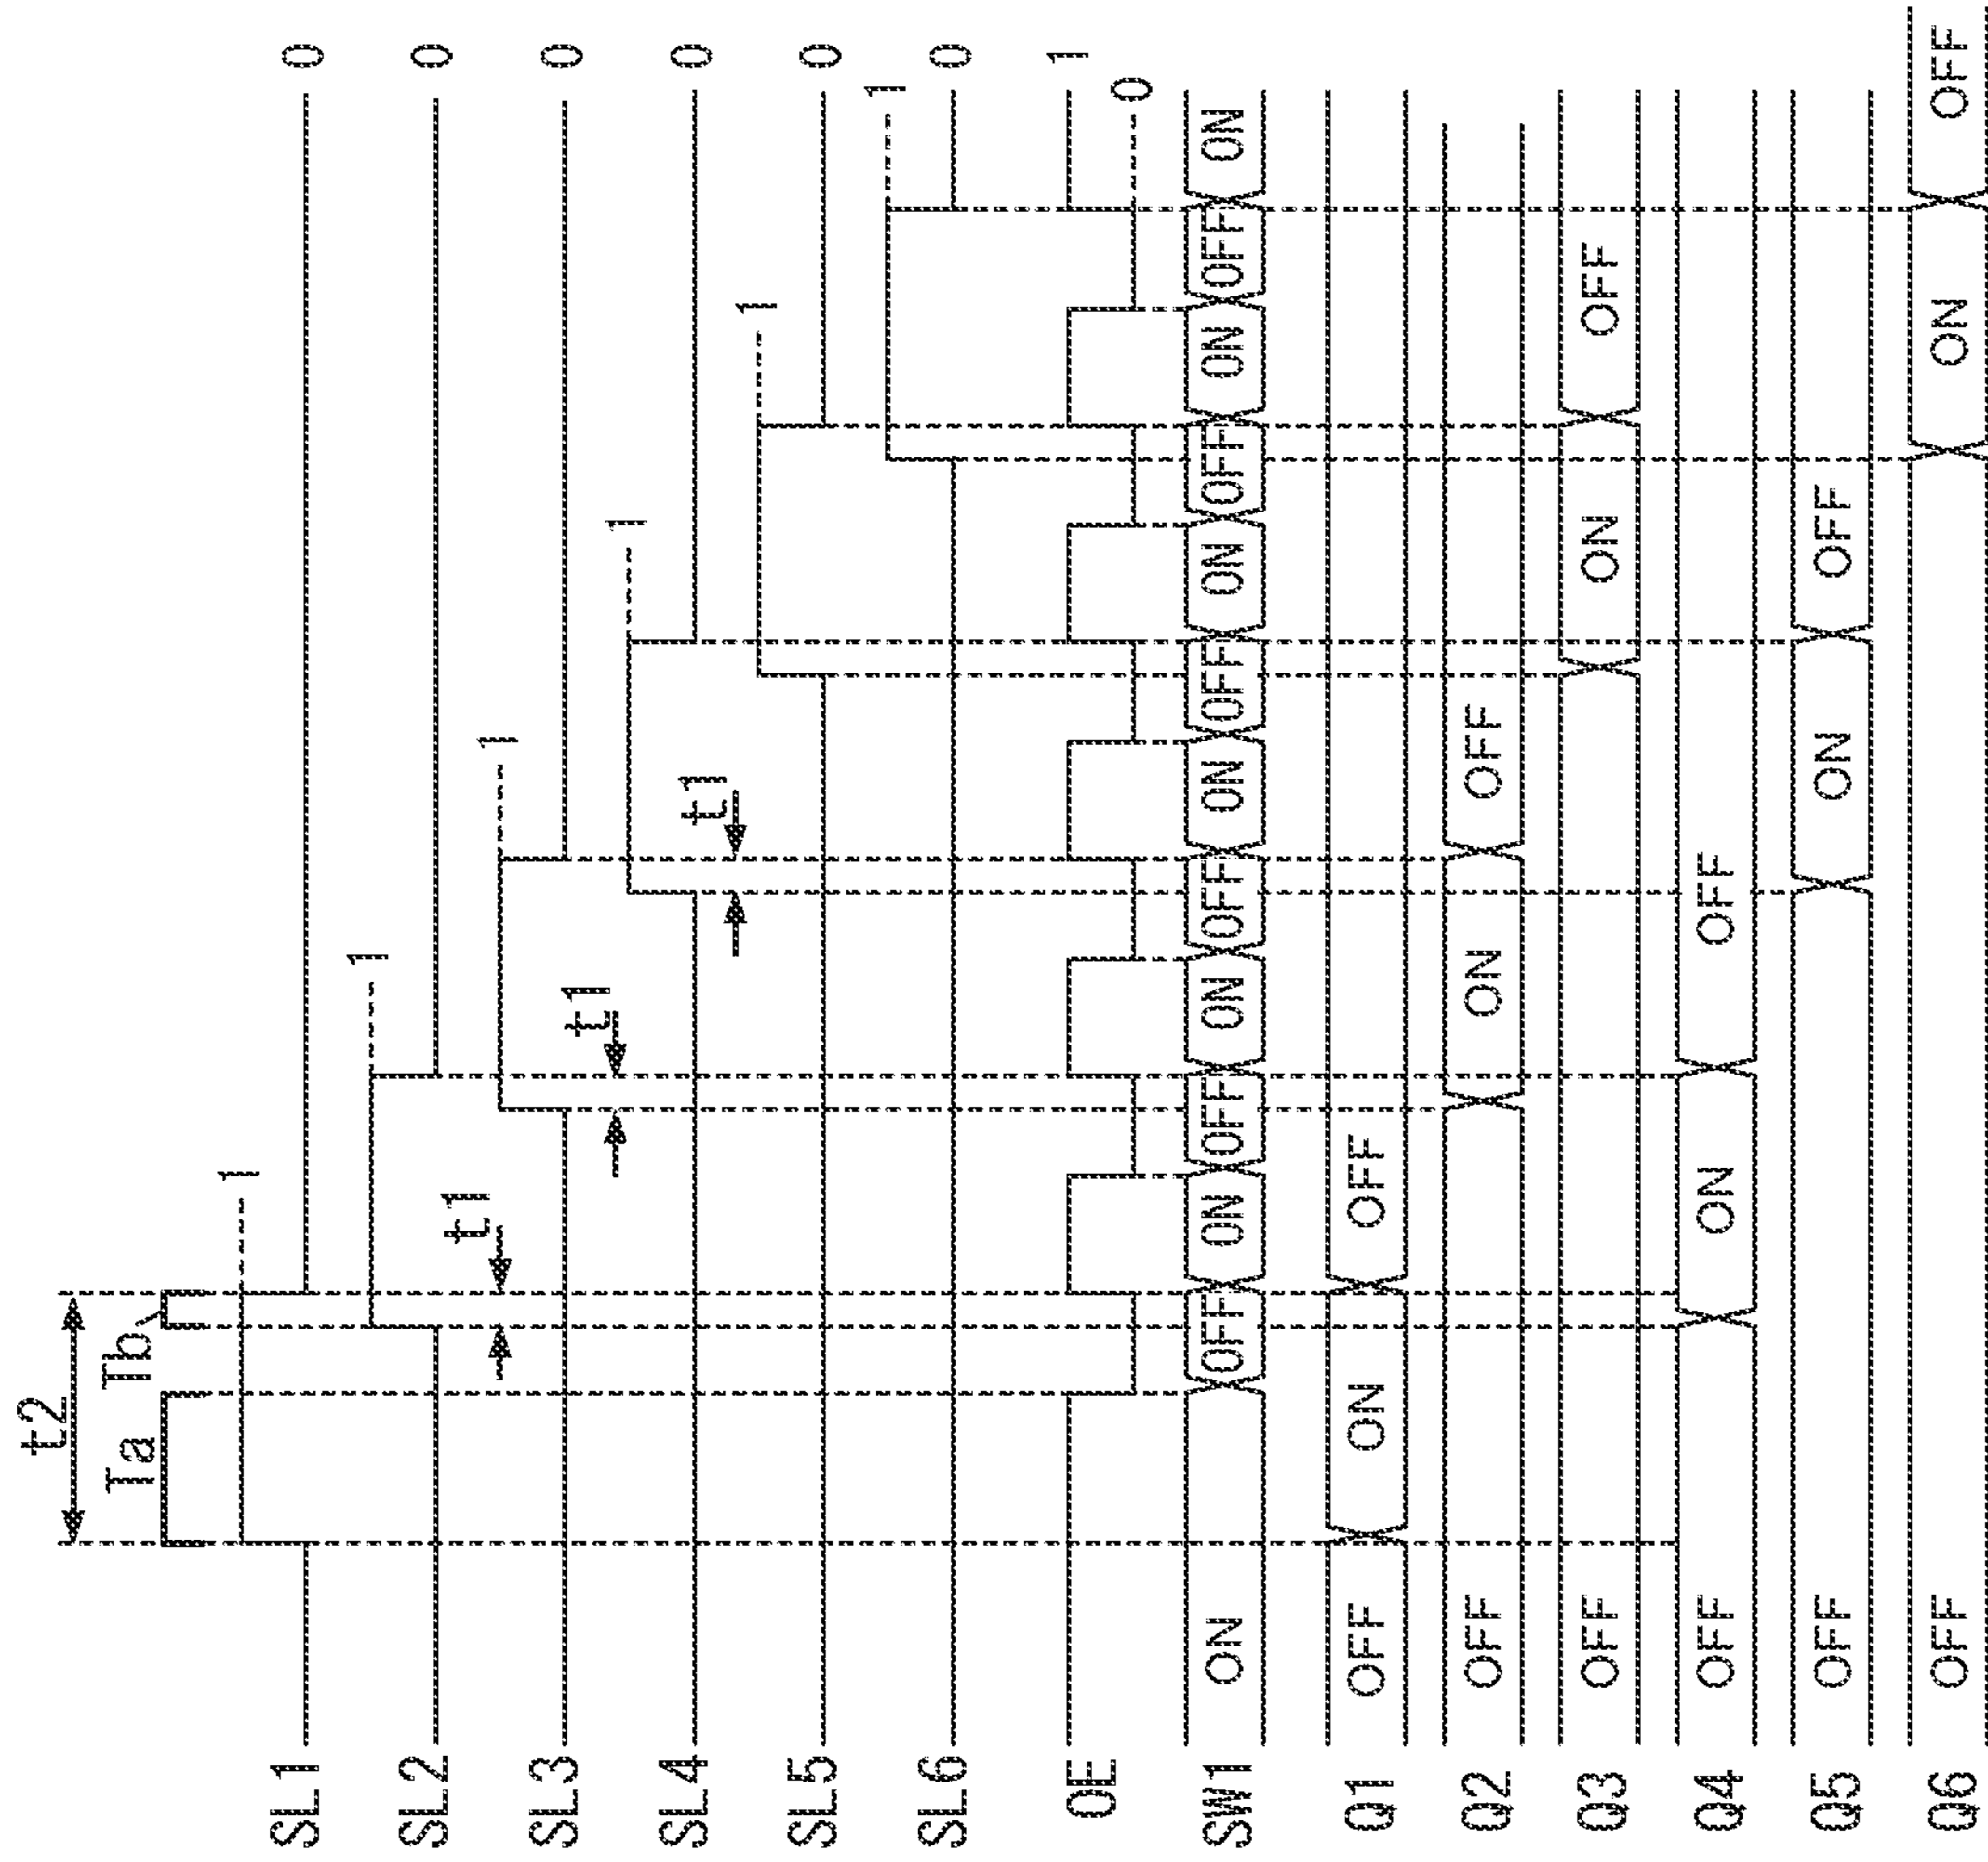 t2
Ta Tb
1
SL1 0
1
SL2 0
t1
1
SL3 0
t1
1
SL4 0
t1
1
SL5 0
1
SL6 0
OE 1
0
SW1 ON OFF ON OFF ON OFF ON OFF ON OFF ON OFF ON
Q1 OFF ON OFF
Q2 OFF ON OFF
Q3 OFF ON OFF
Q4 OFF ON OFF
Q5 OFF ON OFF
Q6 OFF ON OFF